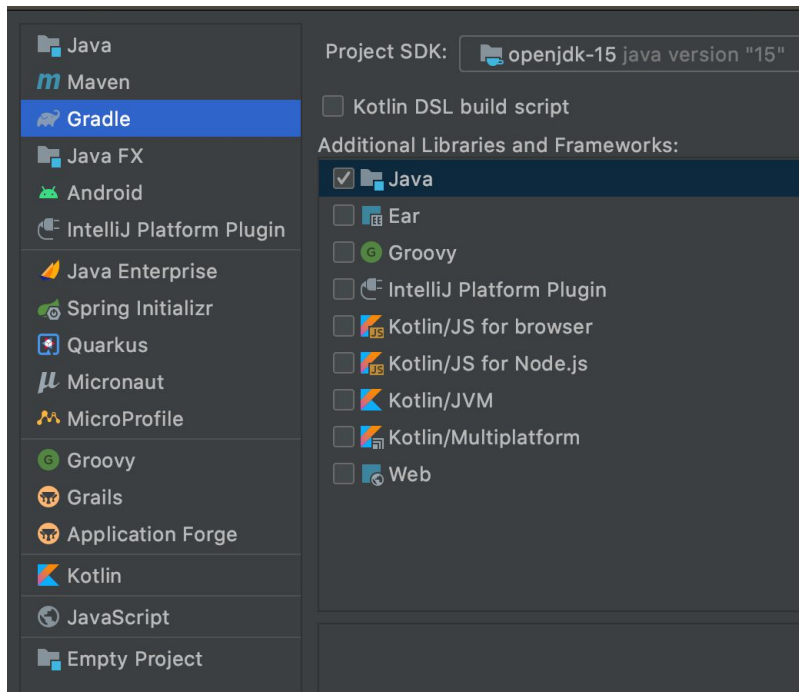 Java
Maven
Gradle
Java FX
Android
IntelliJ Platform Plugin
Java Enterprise
Spring Initializr
Quarkus
Micronaut
MicroProfile
Groovy
Grails
Application Forge
Kotlin
JavaScript
Empty Project
Project SDK: openjdk-15 java version "15"
Kotlin DSL build script
Additional Libraries and Frameworks:
Java
Ear
Groovy
IntelliJ Platform Plugin
Kotlin/JS for browser
Kotlin/JS for Node.js
Kotlin/JVM
Kotlin/Multiplatform
Web